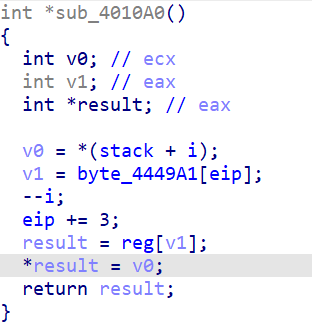 int *sub_4010A0()
{
int v0; // ecx
int v1; // eax
int *result; // eax
v0 = *(stack + i);
v1 = byte_4449A1[eip];
--i;
eip += 3;
result = reg[v1];
*result = v0;
return result;
}